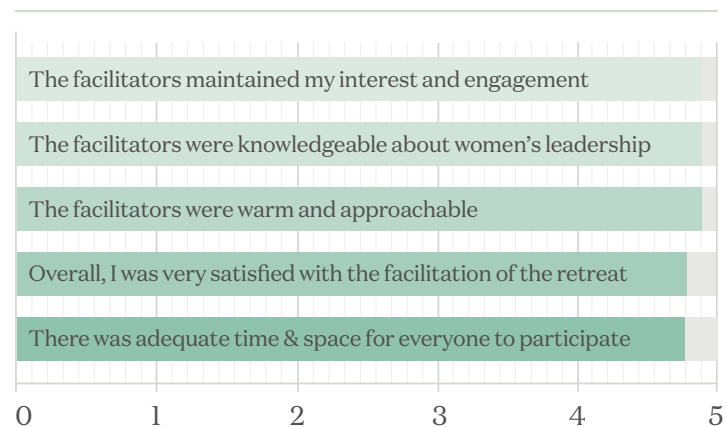 The facilitators maintained my interest and engagement
The facilitators were knowledgeable about women’s leadership
The facilitators were warm and approachable
Overall, I was very satisfied with the facilitation of the retreat
There was adequate time & space for everyone to participate
0 1 2 3 4 5